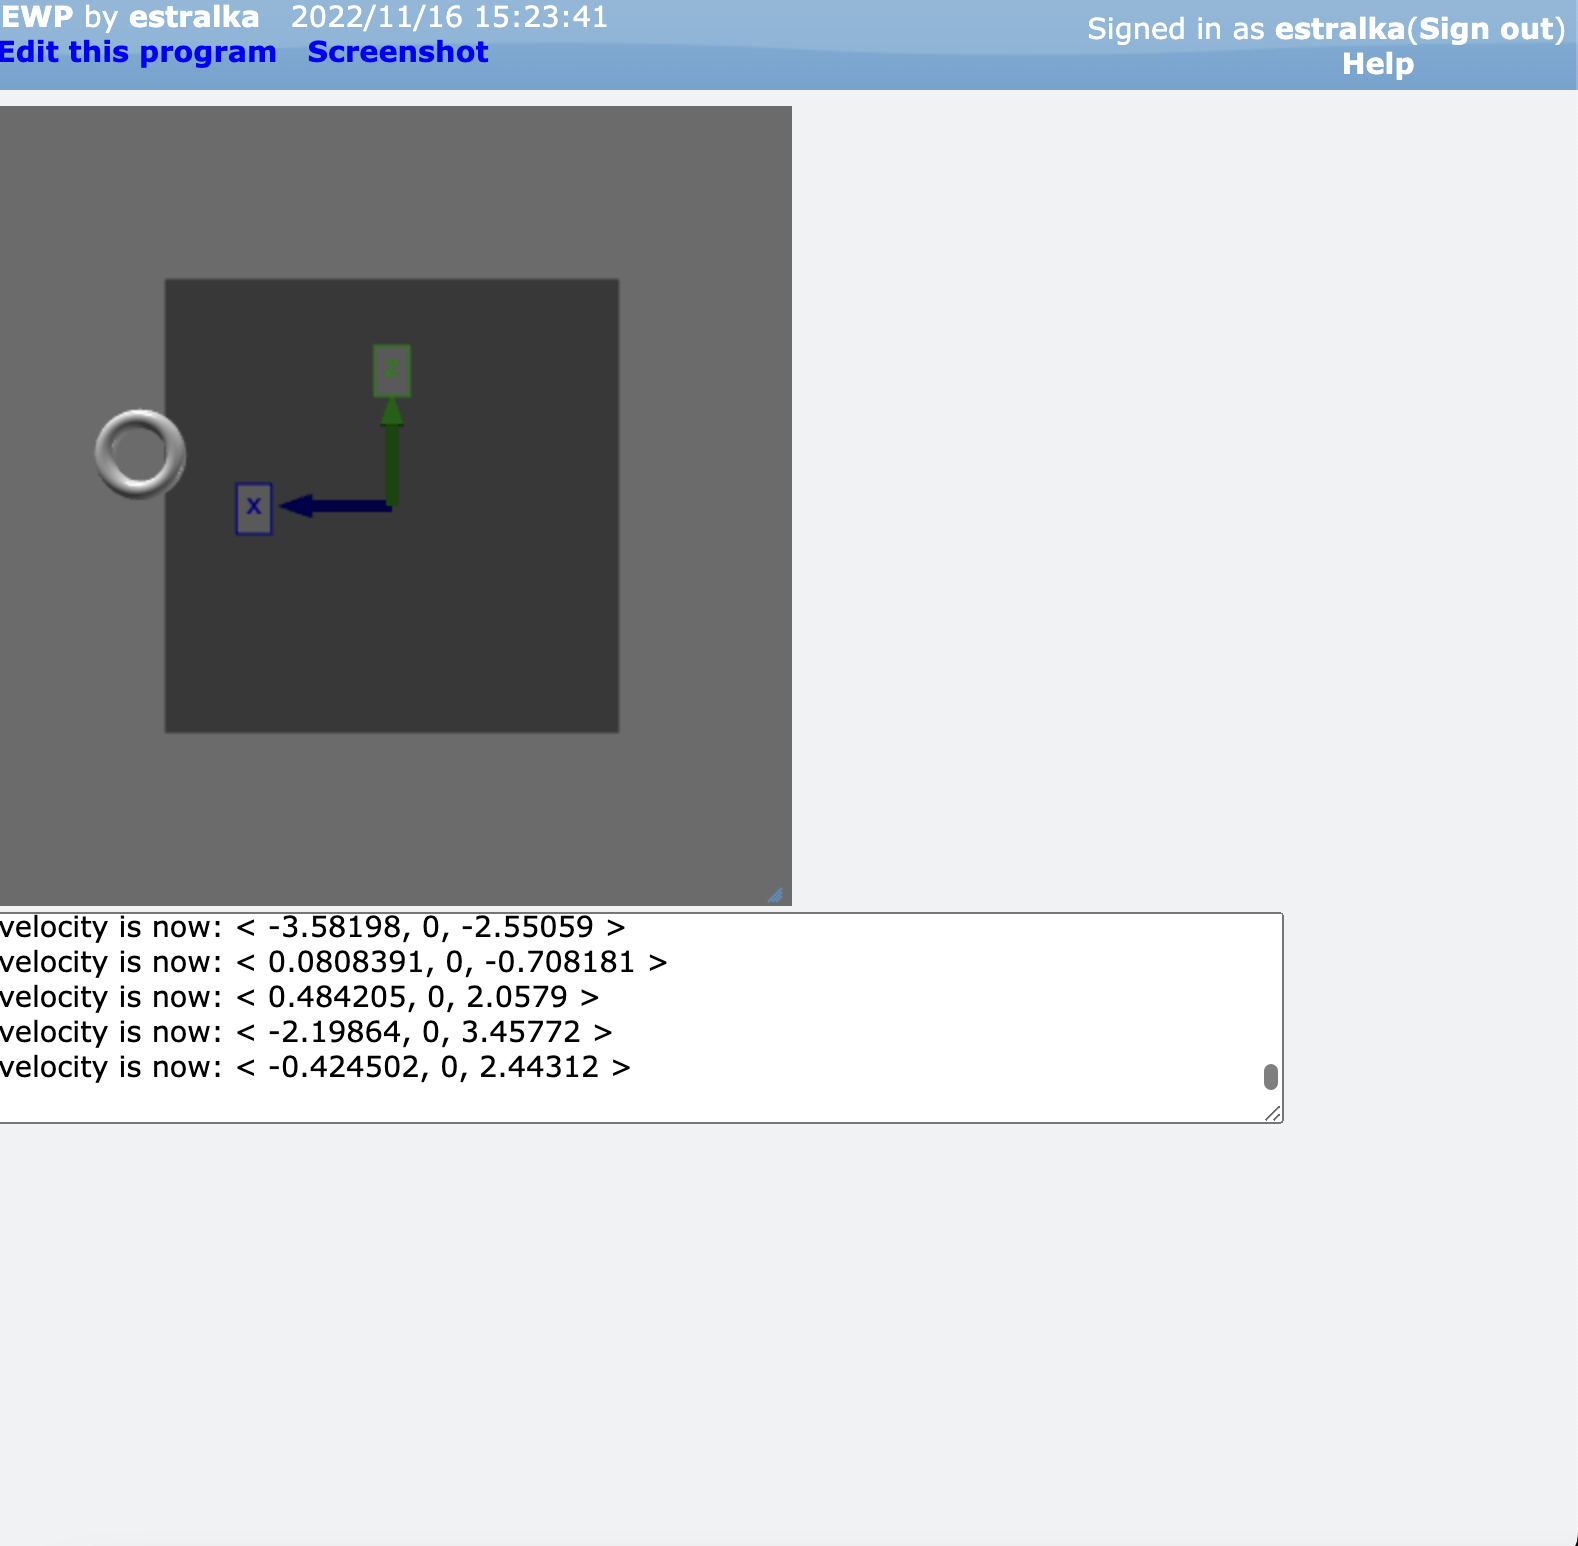 EWP by estralka 2022/11/16 15:23:41
Edit this program Screenshot
Signed in as estralka(Sign out)
Help
Z
X
velocity is now: < -3.58198, 0, -2.55059 >
velocity is now: < 0.0808391, 0, -0.708181 >
velocity is now: < 0.484205, 0, 2.0579 >
velocity is now: < -2.19864, 0, 3.45772 >
velocity is now: < -0.424502, 0, 2.44312 >